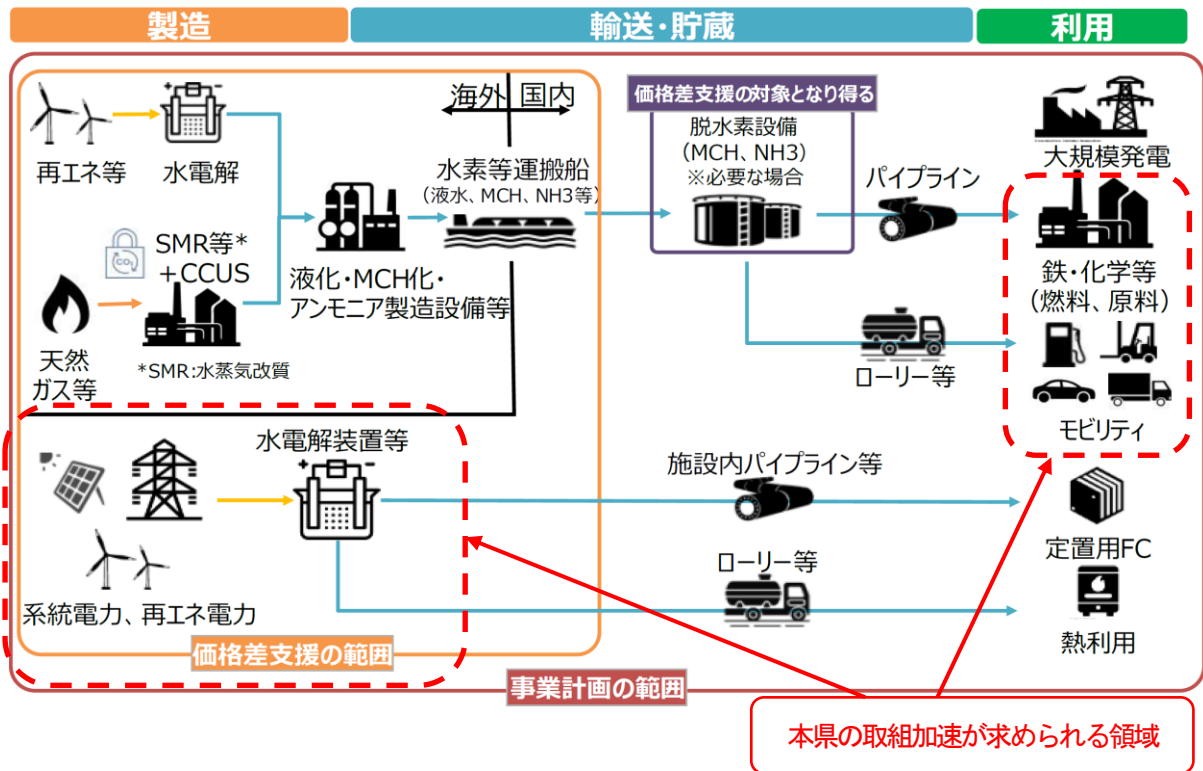 製造
輸送・貯蔵
利用
再エネ等
水電解
海外
国内
水素等運搬船
(液水、MCH、NH3等)
価格差支援の対象となり得る
脱水素設備
(MCH、NH3)
※必要な場合
パイプライン
大規模発電
CO₂
SMR等*
+CCUS
天然
ガス等
*SMR:水蒸気改質
液化・MCH化・
アンモニア製造設備等
ローリー等
鉄・化学等
(燃料、原料)
モビリティ
水電解装置等
系統電力、再エネ電力
価格差支援の範囲
施設内パイプライン等
ローリー等
定置用FC
熱利用
事業計画の範囲
本県の取組加速が求められる領域